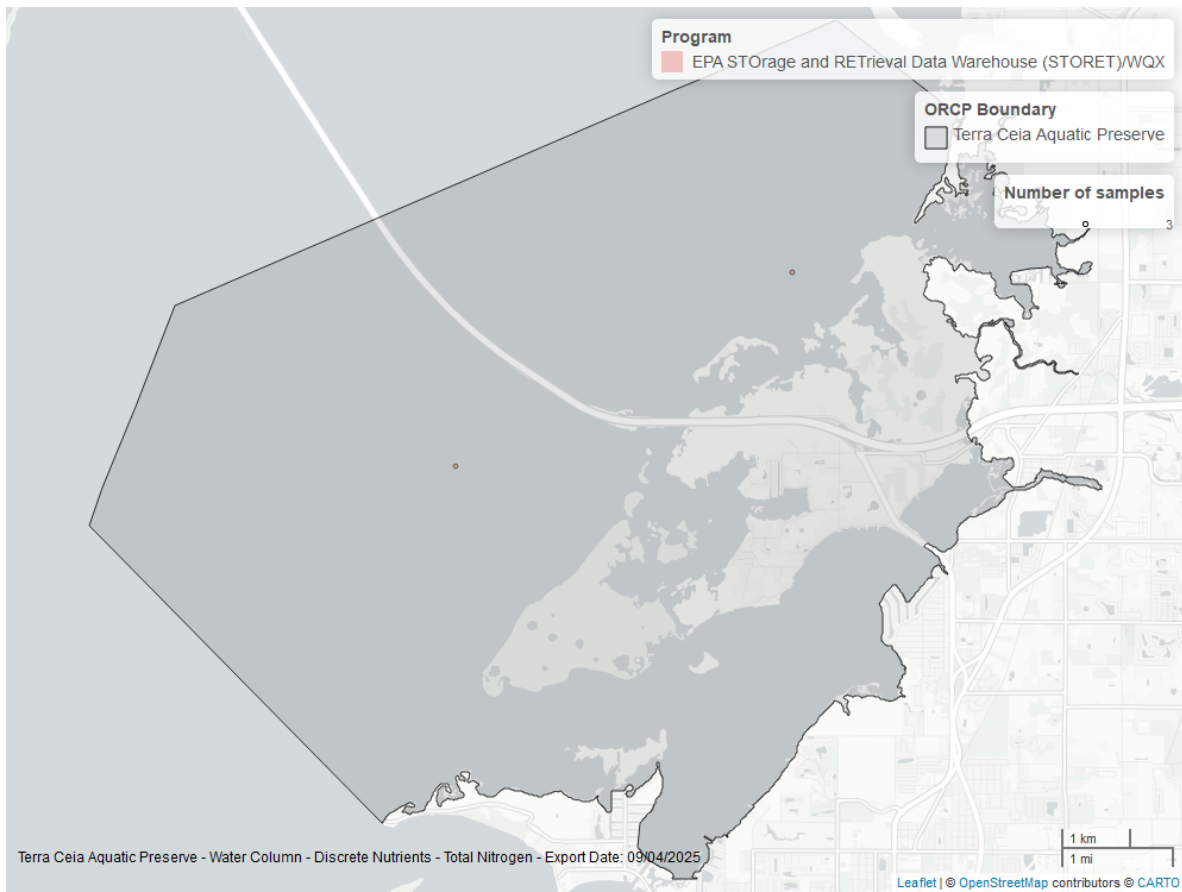 Program
EPA STOrage and RETrieval Data Warehouse (STORET)/WQX
ORCP Boundary
Terra Ceia Aquatic Preserve
Number of samples
3
1 km
1 mi
Terra Ceia Aquatic Preserve - Water Column - Discrete Nutrients - Total Nitrogen - Export Date: 09/04/2025
Leaflet | © OpenStreetMap contributors © CARTO